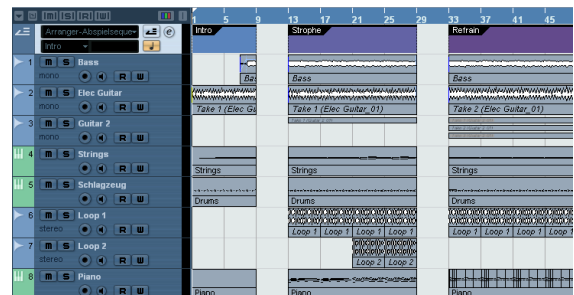 m S R W
1 5 9 13 17 21 25 29 33 37 41 45
Arranger-Abspielseque e
Intro
Intro Strophe Refrain
1 m S Bass
mono R W
Bas Bass Bass
2 m S Elec Guitar
mono R W
Take 1 (Elec Gu Take 1 (Elec Guitar_01) Take 2 (Elec Guitar_01)
3 m S Guitar 2
mono R W
4 m S Strings
R W
Strings Strings Strings
5 m S Schlagzeug
R W
Drums Drums Drums
6 m S Loop 1
stereo R W
Loop 1 Loop 1 Loop 1 Loop 1 Loop 1 Loop 1 Loop 1 Loop 1
7 m S Loop 2
stereo R W
Loop 2 Loop 2
8 m S Piano
R W
Piano Piano Piano